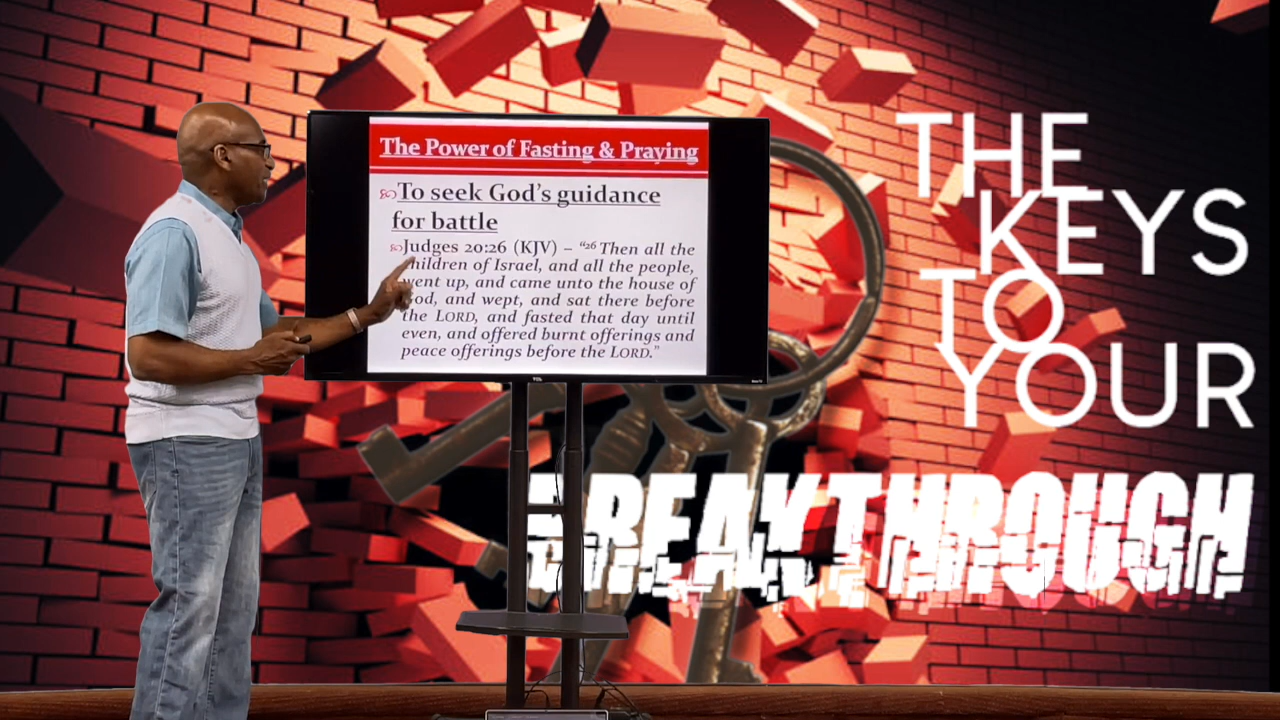 The Power of Fasting & Praying
To seek God's guidance
for battle
Judges 20:26 (KJV) – "26 Then all the
children of Israel, and all the people,
went up, and came unto the house of
God, and wept, and sat there before
the LORD, and fasted that day until
even, and offered burnt offerings and
peace offerings before the LORD."
TCL
THE
KEYS
TO
YOUR
BREAKTHROUGH